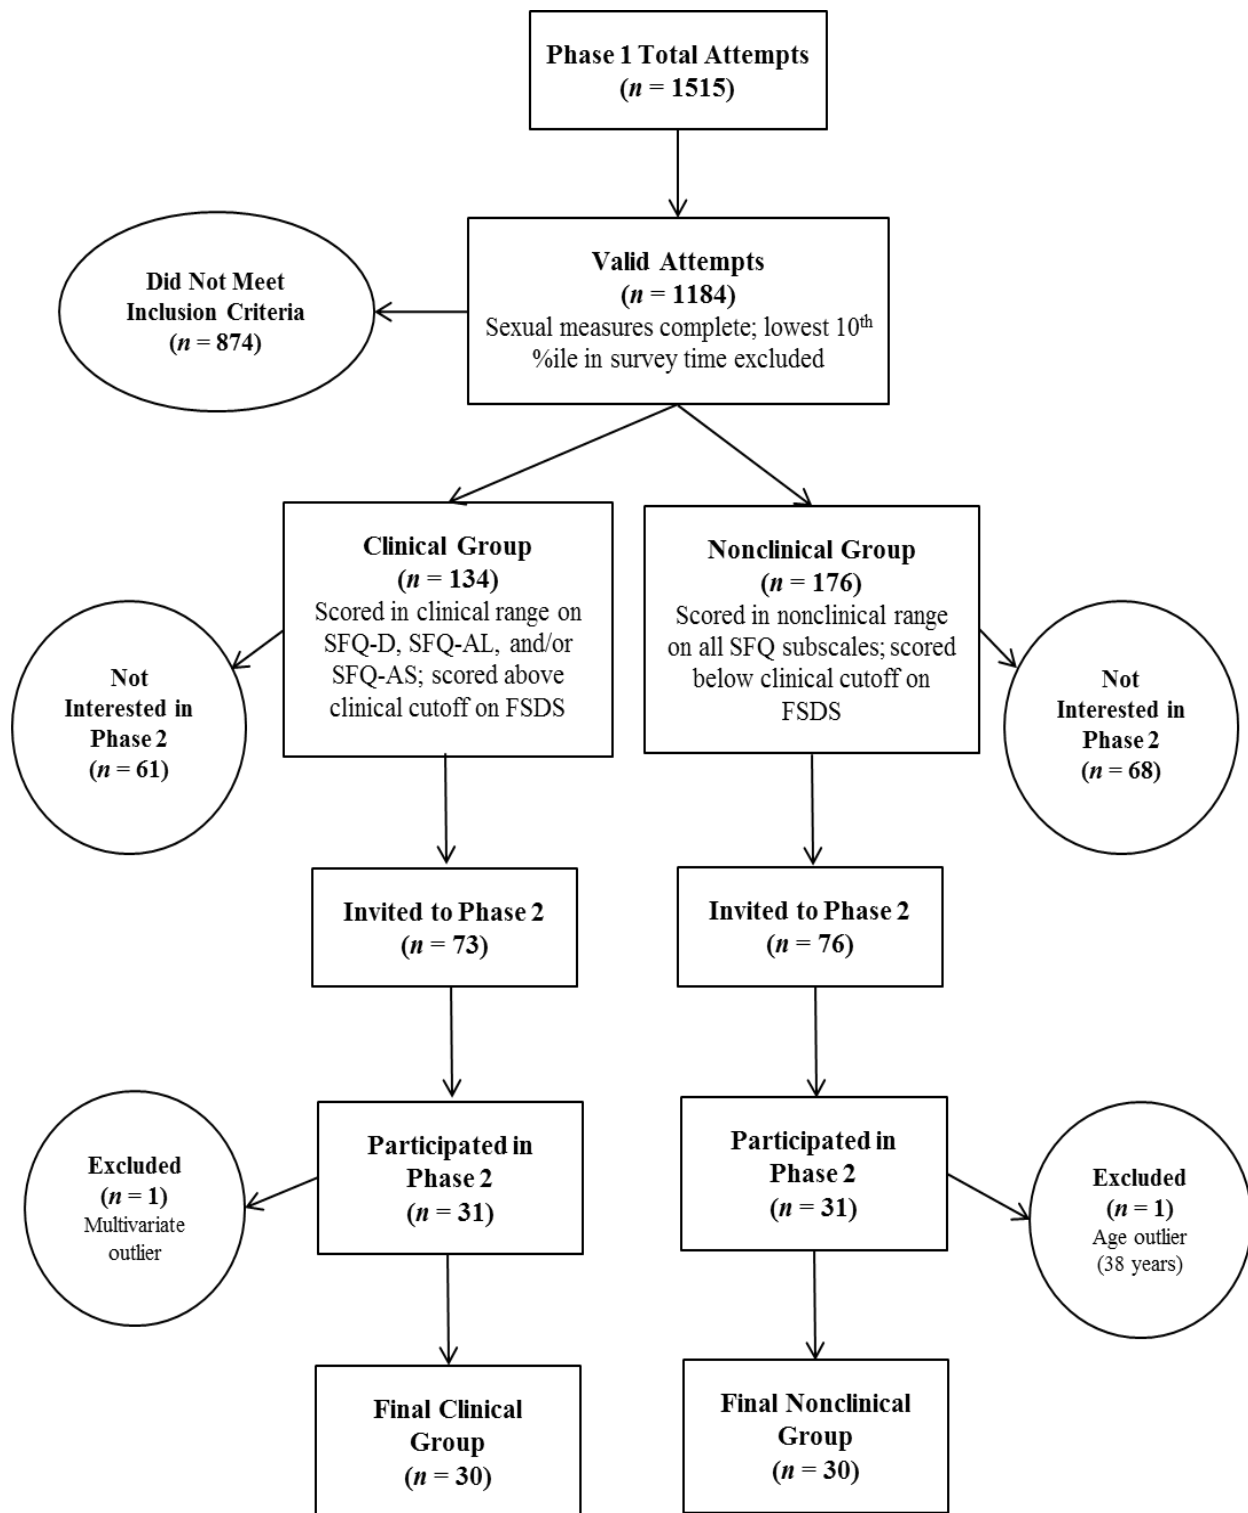 Phase 1 Total Attempts
(n = 1515)
Valid Attempts
(n = 1184)
Sexual measures complete; lowest 10th
%ile in survey time excluded
Did Not Meet
Inclusion Criteria
(n = 874)
Clinical Group
(n = 134)
Scored in clinical range on
SFQ-D, SFQ-AL, and/or
SFQ-AS; scored above
clinical cutoff on FSDS
Nonclinical Group
(n = 176)
Scored in nonclinical range
on all SFQ subscales; scored
below clinical cutoff on
FSDS
Not
Interested in
Phase 2
(n = 61)
Not
Interested in
Phase 2
(n = 68)
Invited to Phase 2
(n = 73)
Invited to Phase 2
(n = 76)
Participated in
Phase 2
(n = 31)
Participated in
Phase 2
(n = 31)
Excluded
(n = 1)
Multivariate
outlier
Excluded
(n = 1)
Age outlier
(38 years)
Final Clinical
Group
(n = 30)
Final Nonclinical
Group
(n = 30)